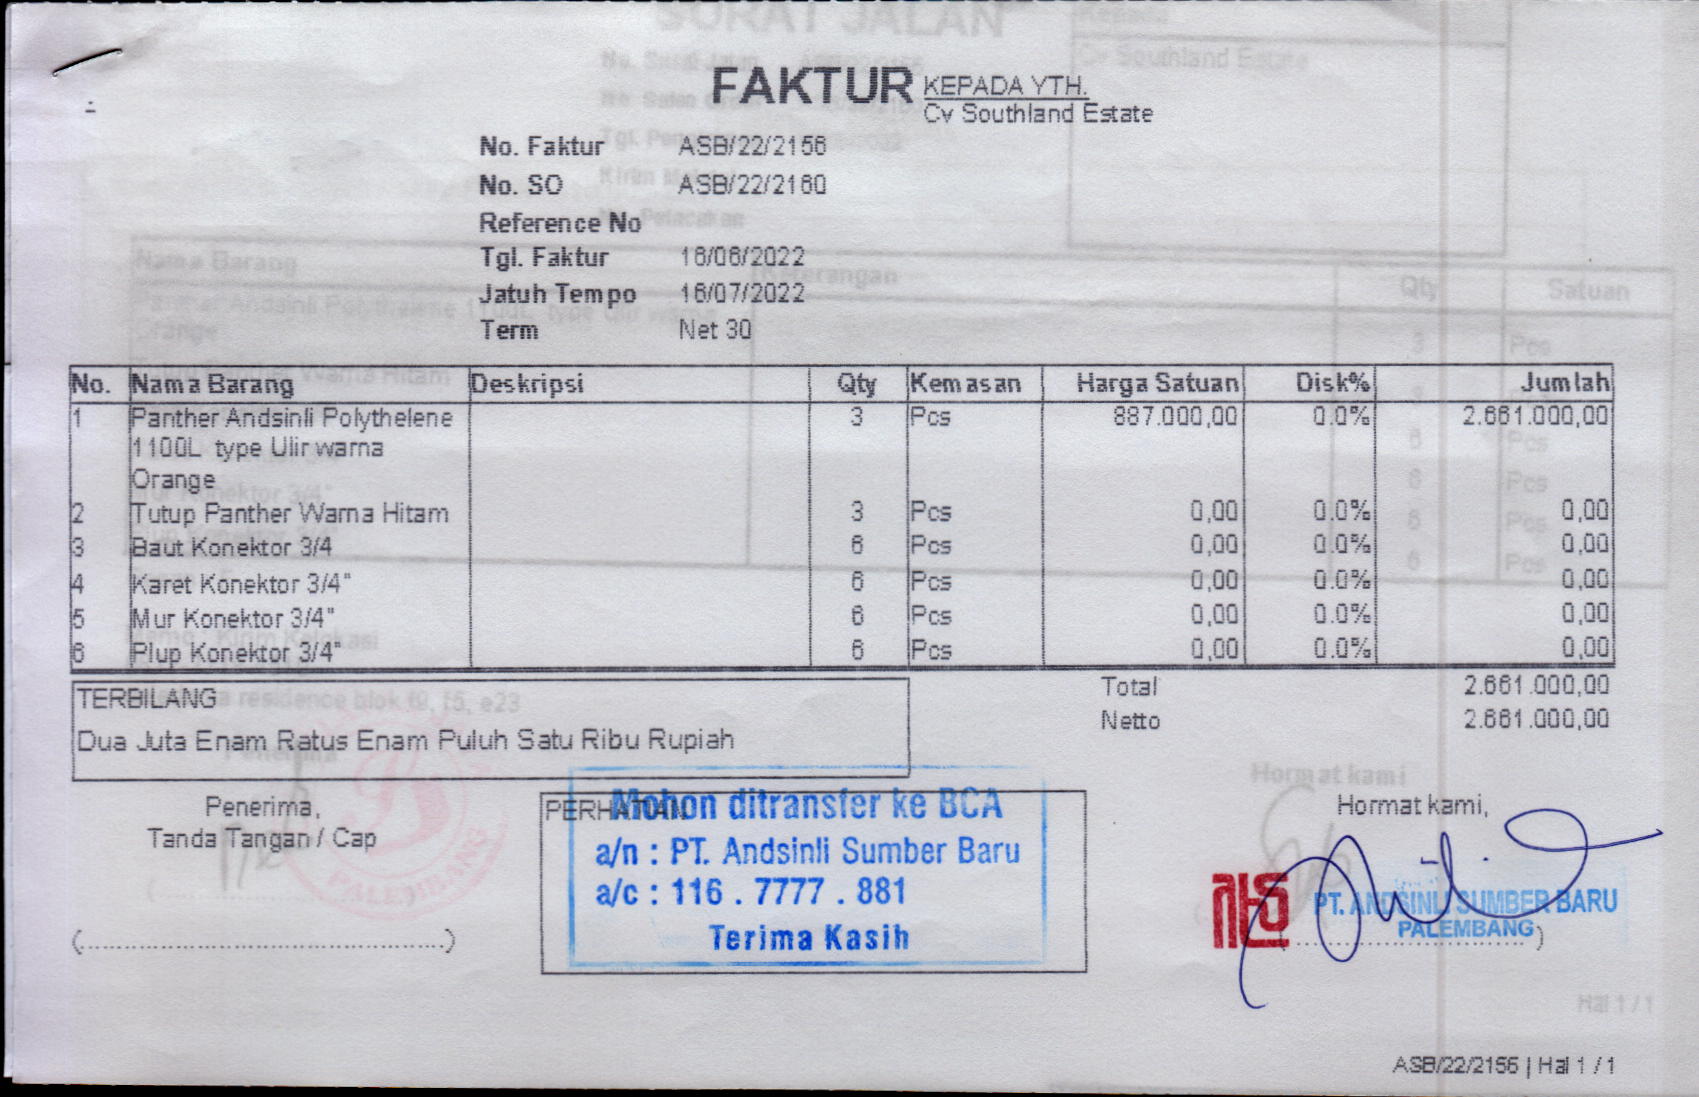 FAKTUR KEPADA YTH.
Cv Southland Estate
No. Faktur ASB/22/2156
No. SO ASB/22/2160
Reference No
Tgl. Faktur 16/06/2022
Jatuh Tempo 16/07/2022
Term Net 30
No. Nama Barang Deskripsi Qty Kemasan Harga Satuan Disk% Jumlah
1 Panther Andsinli Polythelene 3 Pcs 887.000,00 0.0% 2.661.000,00
1100L type Ulir warna
Orange
2 Tutup Panther Warna Hitam 3 Pcs 0,00 0.0% 0,00
3 Baut Konektor 3/4 6 Pcs 0,00 0.0% 0,00
4 Karet Konektor 3/4" 6 Pcs 0,00 0.0% 0,00
5 Mur Konektor 3/4" 6 Pcs 0,00 0.0% 0,00
6 Plup Konektor 3/4" 6 Pcs 0,00 0.0% 0,00
TERBILANG
Dua Juta Enam Ratus Enam Puluh Satu Ribu Rupiah
Total 2.661.000,00
Netto 2.661.000,00
Penerima,
Tanda Tangan / Cap
(..............................................)
PERHATIAN
Mohon ditransfer ke BCA
a/n : PT. Andsinli Sumber Baru
a/c : 116 . 7777 . 881
Terima Kasih
Hormat kami,
PT. ANDSINLI SUMBER BARU
PALEMBANG
ASB/22/2156 | Hal 1 / 1